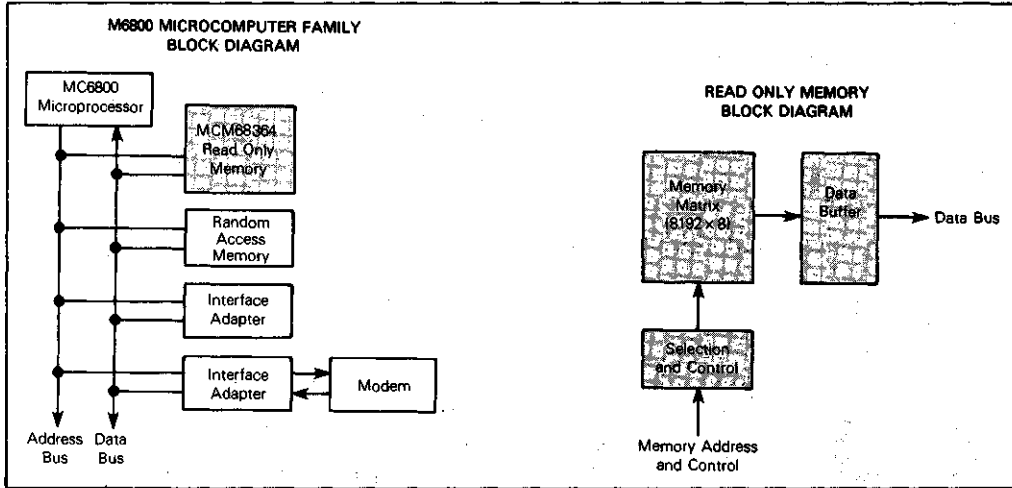 M6800 MICROCOMPUTER FAMILY
BLOCK DIAGRAM
MC6800
Microprocessor
MCM68364
Read Only
Memory
Random
Access
Memory
Interface
Adapter
Interface
Adapter
Modem
Address
Bus
Data
Bus
READ ONLY MEMORY
BLOCK DIAGRAM
Memory
Matrix
(8192 × 8)
Data
Buffer
Data Bus
Selection
and Control
Memory Address
and Control